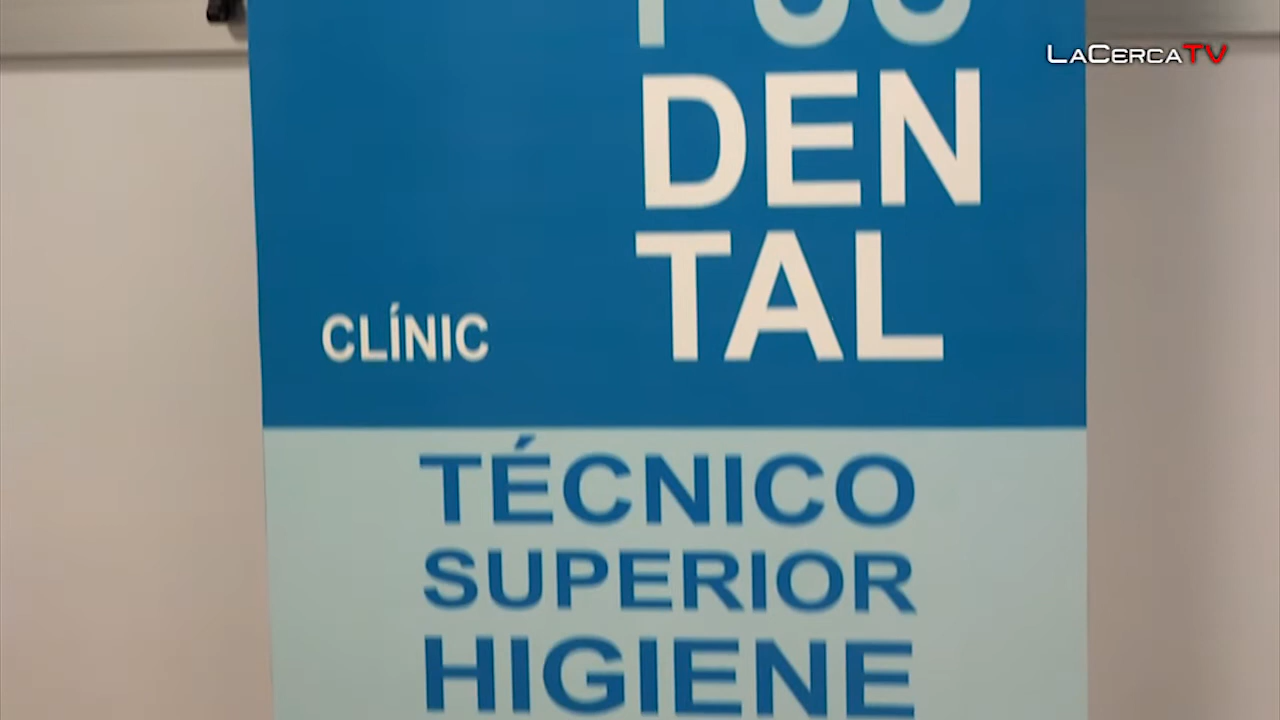 LACERCATV
DEN
TAL
CLÍNIC
TÉCNICO
SUPERIOR
HIGIENE